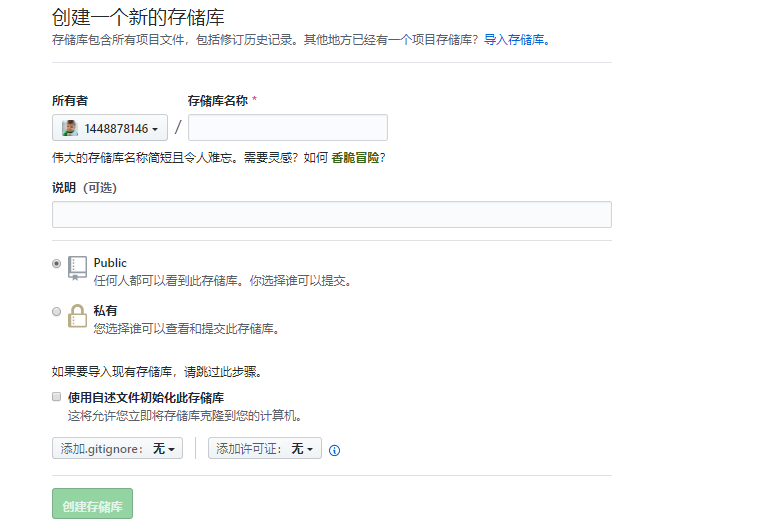 创建一个新的存储库
存储库包含所有项目文件，包括修订历史记录。其他地方已经有一个项目存储库？导入存储库。
所有者 存储库名称 *
1448878146 /
伟大的存储库名称简短且令人难忘。需要灵感？如何 香脆冒险?
说明（可选）
Public
任何人都可以看到此存储库。你选择谁可以提交。
私有
您选择谁可以查看和提交此存储库。
如果要导入现有存储库，请跳过此步骤。
使用自述文件初始化此存储库
这将允许您立即将存储库克隆到您的计算机。
添加.gitignore： 无 添加许可证： 无
创建存储库